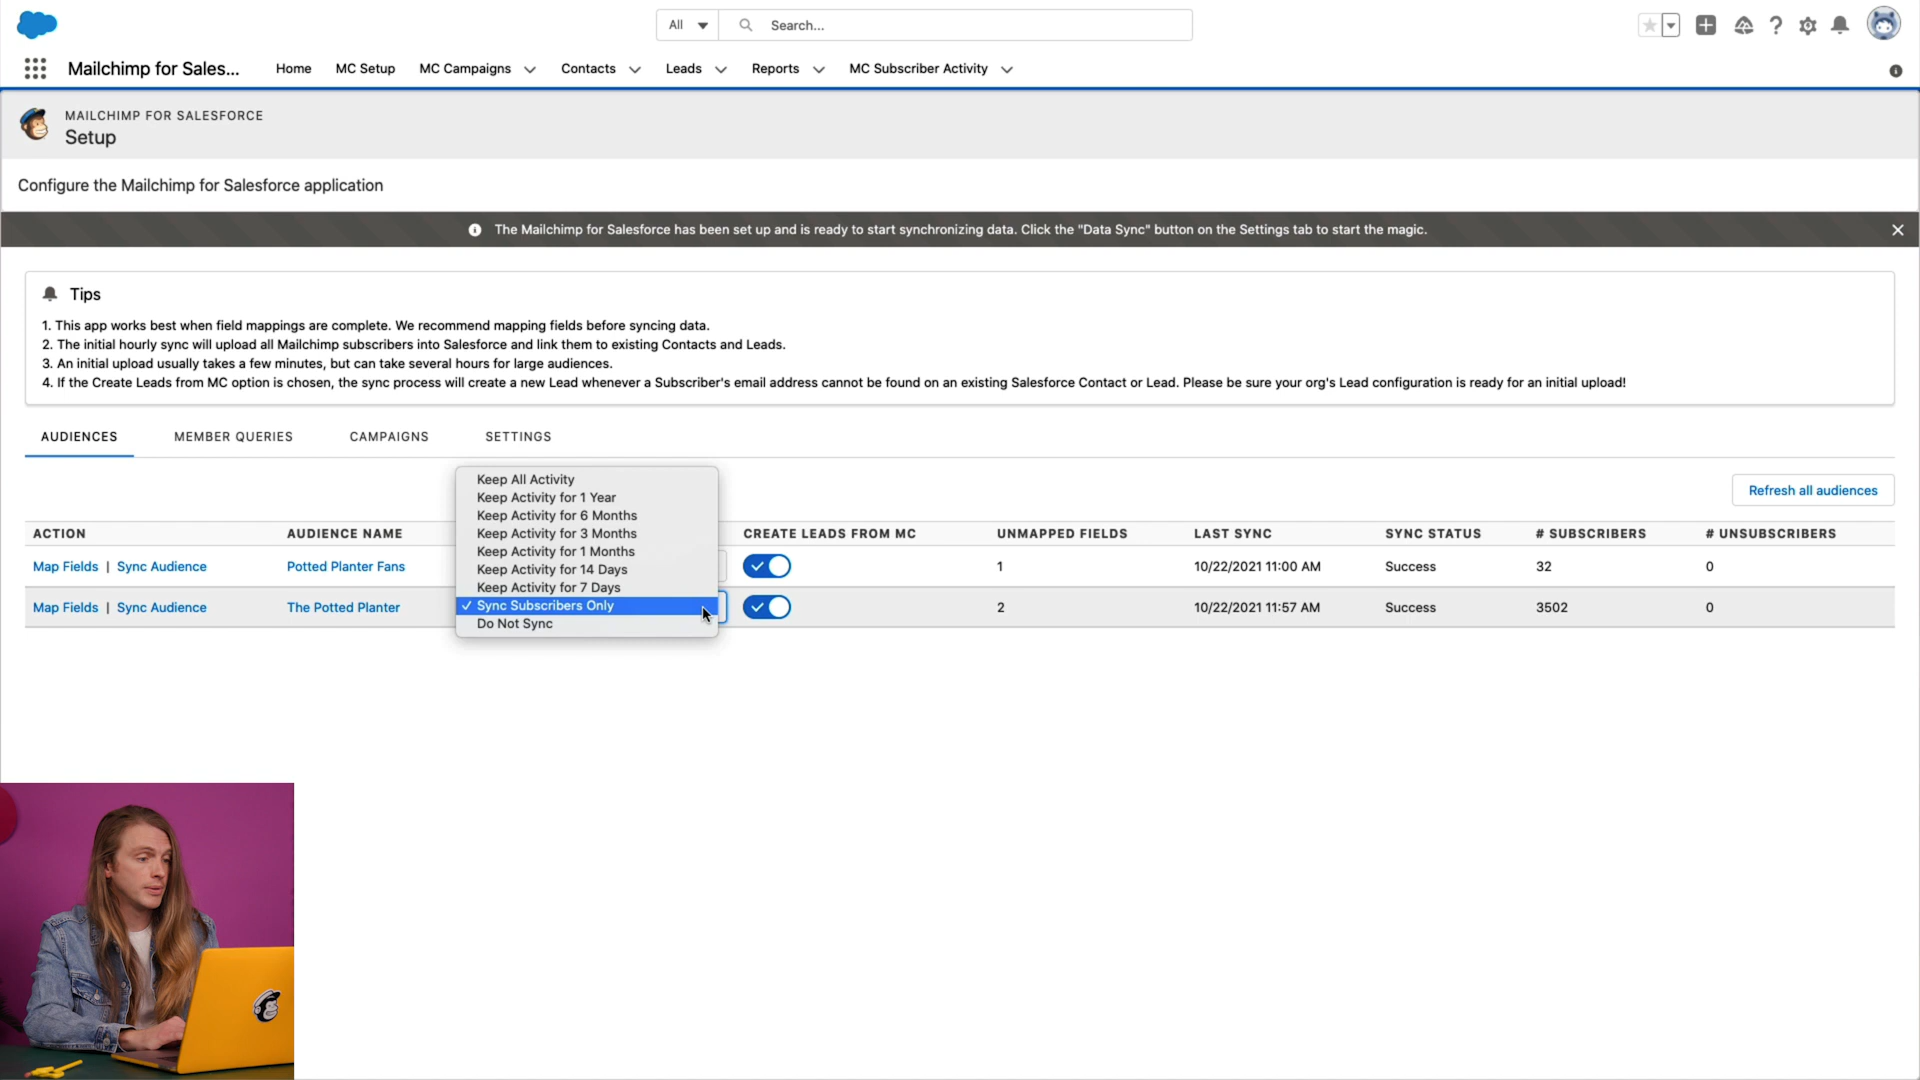 All
Search...
Mailchimp for Sales...
Home
MC Setup
MC Campaigns
Contacts
Leads
Reports
MC Subscriber Activity
MAILCHIMP FOR SALESFORCE
Setup
Configure the Mailchimp for Salesforce application
The Mailchimp for Salesforce has been set up and is ready to start synchronizing data. Click the "Data Sync" button on the Settings tab to start the magic.
Tips
1. This app works best when field mappings are complete. We recommend mapping fields before syncing data.
2. The initial hourly sync will upload all Mailchimp subscribers into Salesforce and link them to existing Contacts and Leads.
3. An initial upload usually takes a few minutes, but can take several hours for large audiences.
4. If the Create Leads from MC option is chosen, the sync process will create a new Lead whenever a Subscriber's email address cannot be found on an existing Salesforce Contact or Lead. Please be sure your org's Lead configuration is ready for an initial upload!
AUDIENCES
MEMBER QUERIES
CAMPAIGNS
SETTINGS
Refresh all audiences
ACTION
AUDIENCE NAME
CREATE LEADS FROM MC
UNMAPPED FIELDS
LAST SYNC
SYNC STATUS
# SUBSCRIBERS
# UNSUBSCRIBERS
Map Fields | Sync Audience
Potted Planter Fans
1
10/22/2021 11:00 AM
Success
32
0
Map Fields | Sync Audience
The Potted Planter
2
10/22/2021 11:57 AM
Success
3502
0
Keep All Activity
Keep Activity for 1 Year
Keep Activity for 6 Months
Keep Activity for 3 Months
Keep Activity for 1 Months
Keep Activity for 14 Days
Keep Activity for 7 Days
✓ Sync Subscribers Only
Do Not Sync